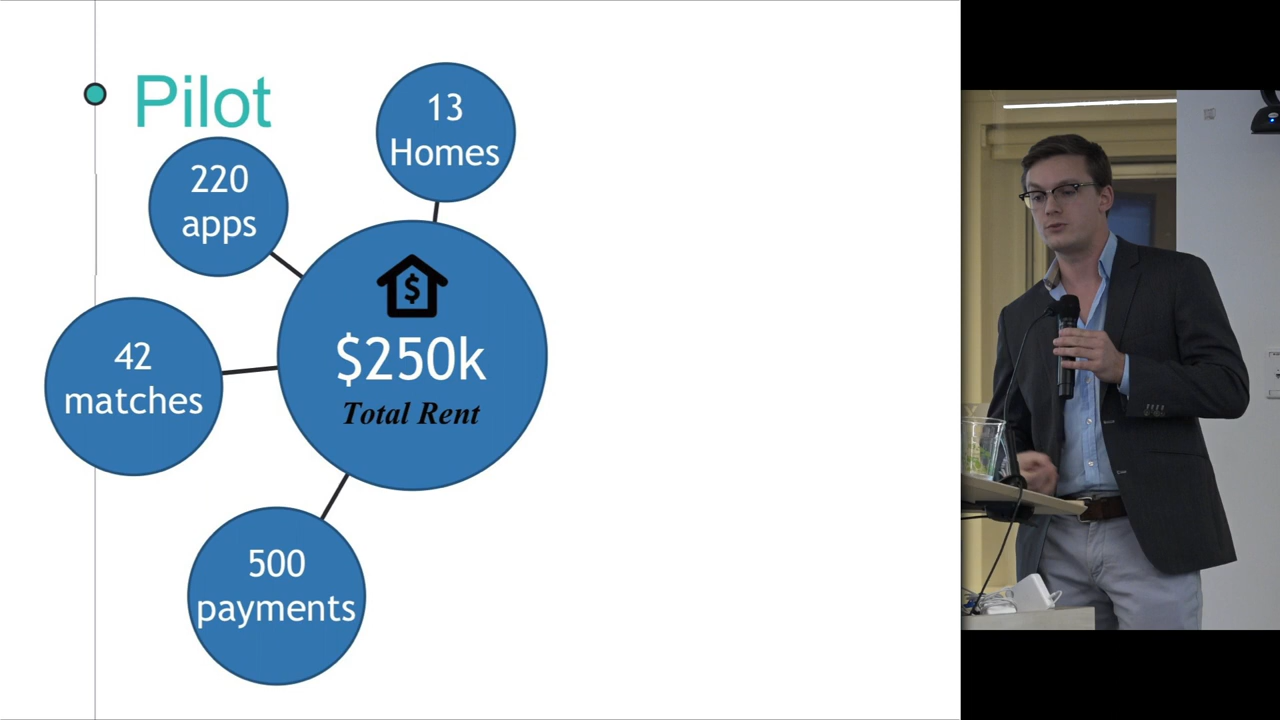 Pilot
13
Homes
220
apps
$
$250k
Total Rent
42
matches
500
payments